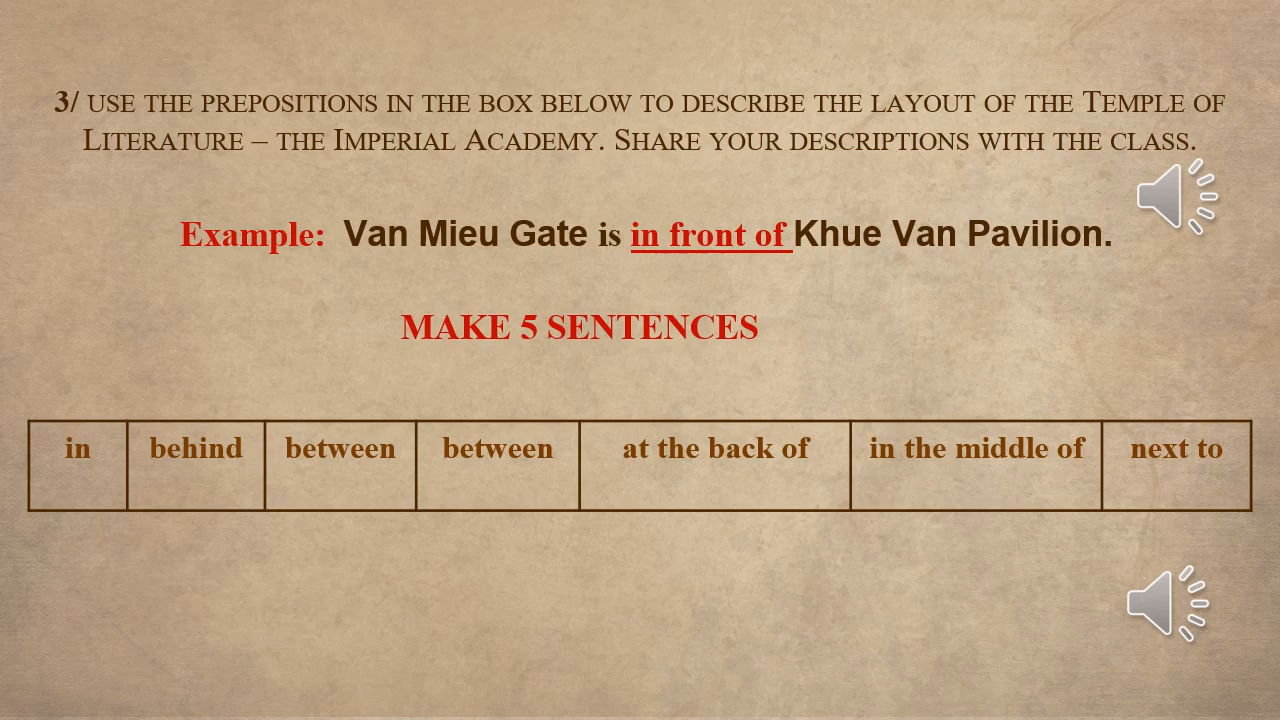 3/ USE THE PREPOSITIONS IN THE BOX BELOW TO DESCRIBE THE LAYOUT OF THE TEMPLE OF
LITERATURE – THE IMPERIAL ACADEMY. SHARE YOUR DESCRIPTIONS WITH THE CLASS.
Example: Van Mieu Gate is in front of Khue Van Pavilion.
MAKE 5 SENTENCES
in behind between between at the back of in the middle of next to